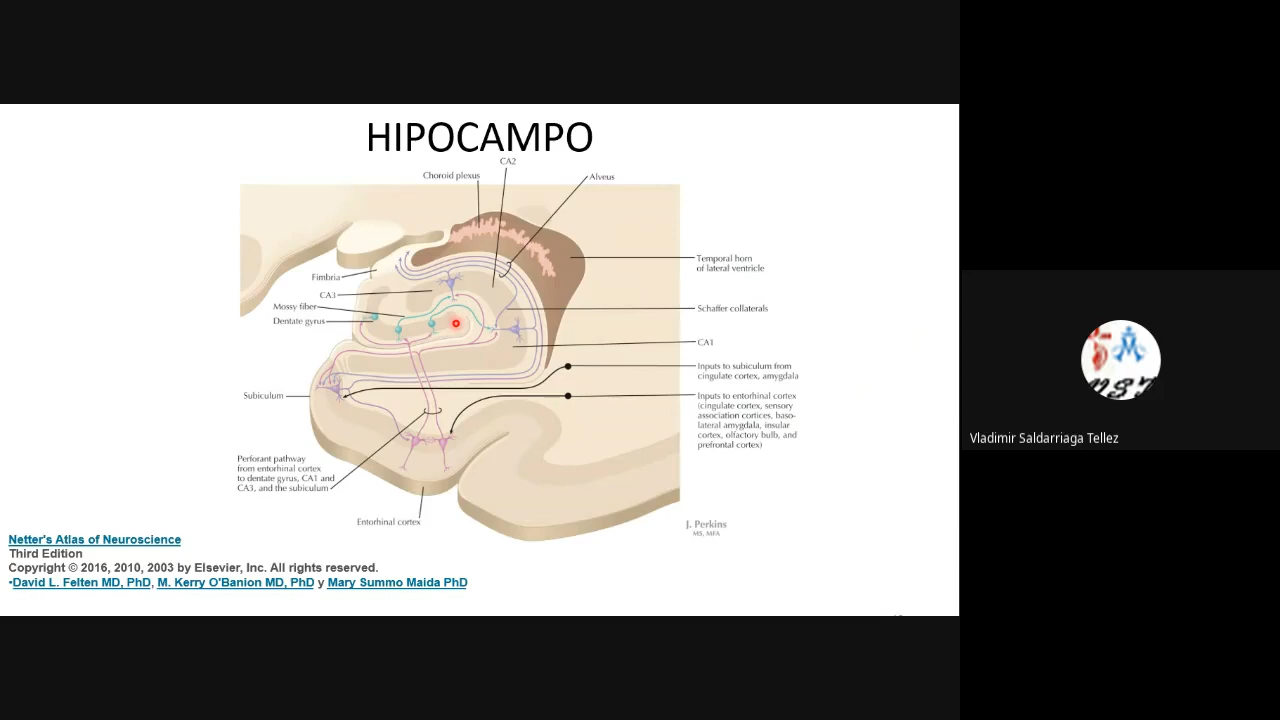 HIPOCAMPO
CA2
Choroid plexus
Alveus
Temporal horn
of lateral ventricle
Fimbria
CA3
Mossy fiber
Dentate gyrus
Schaffer collaterals
CA1
Inputs to subiculum from
cingulate cortex, amygdala
Subiculum
Inputs to entorhinal cortex
(cingulate cortex, sensory
association cortices, baso-
lateral amygdala, insular
cortex, olfactory bulb, and
prefrontal cortex)
Perforant pathway
from entorhinal cortex
to dentate gyrus, CA1 and
CA3, and the subiculum
Entorhinal cortex
J. Perkins
MS, MFA
Netter's Atlas of Neuroscience
Third Edition
Copyright © 2016, 2010, 2003 by Elsevier, Inc. All rights reserved.
•David L. Felten MD, PhD, M. Kerry O'Banion MD, PhD y Mary Summo Maida PhD
Vladimir Saldarriaga Tellez